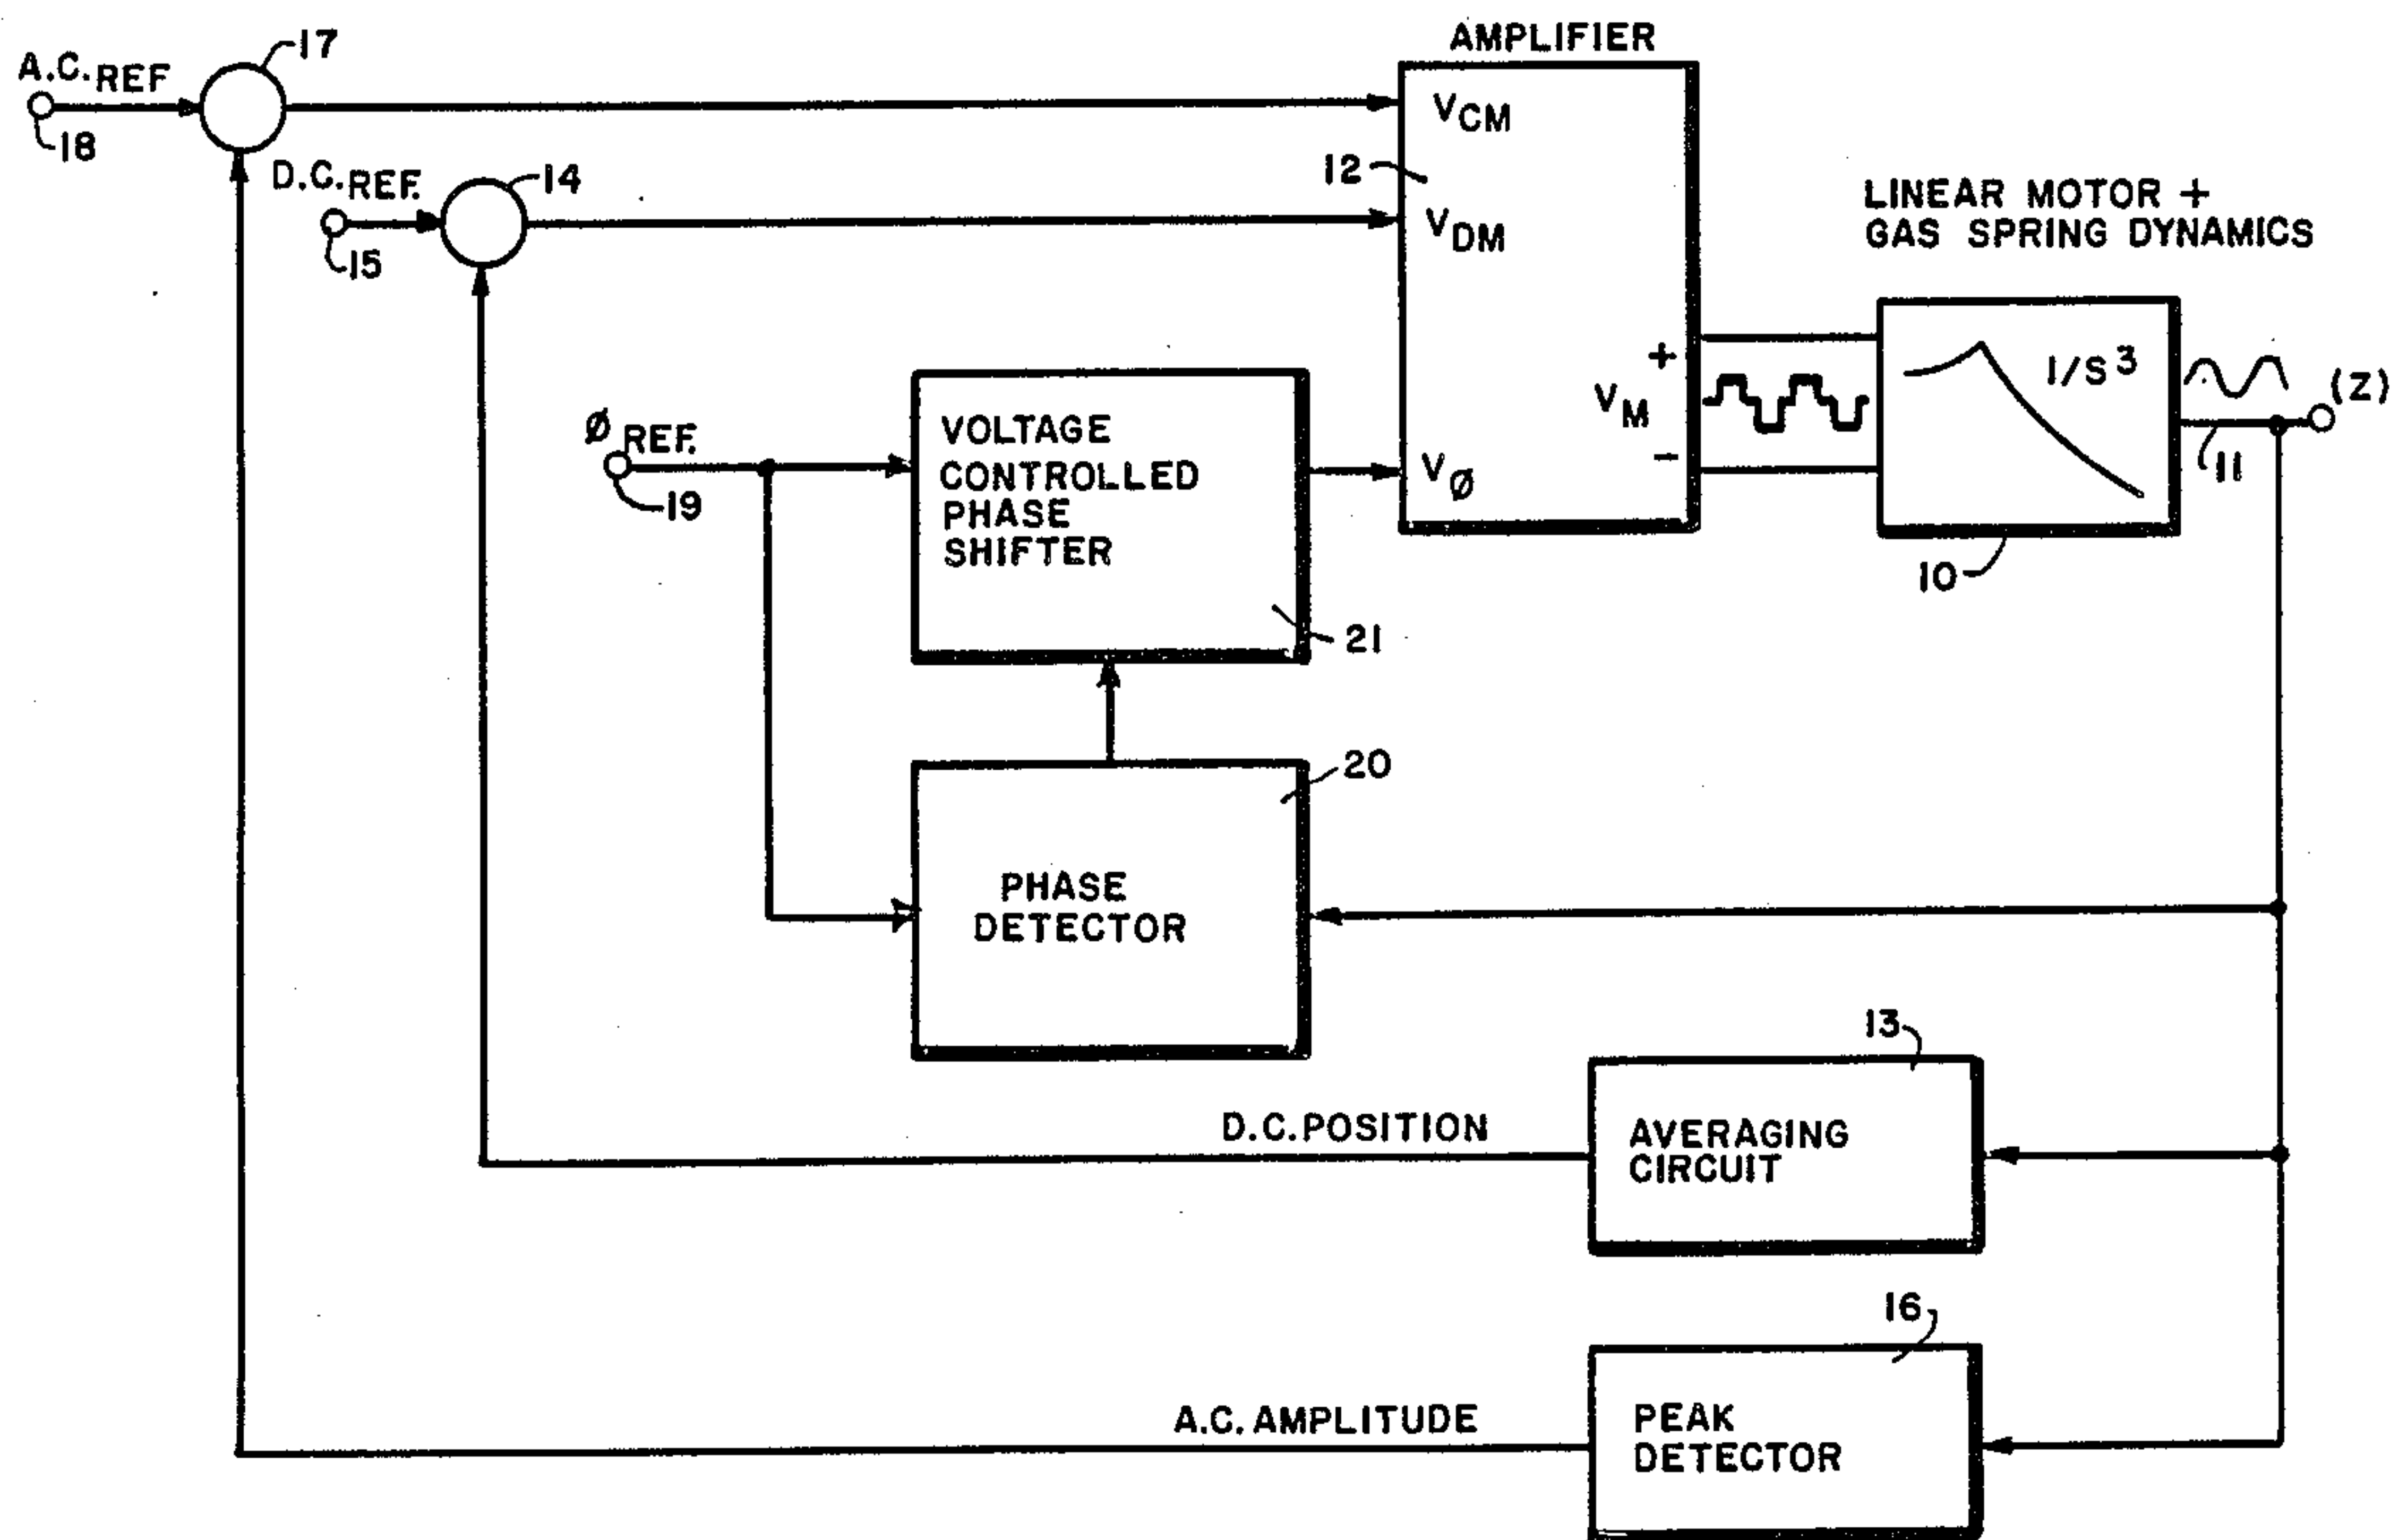 17
A.C.REF
18
D.C.REF.
14
15
AMPLIFIER
VCM
12
VDM
LINEAR MOTOR +
GAS SPRING DYNAMICS
+
VM
-
1/S3
(Z)
11
10
ØREF.
19
VOLTAGE
CONTROLLED
PHASE
SHIFTER
VØ
21
20
PHASE
DETECTOR
13
D.C.POSITION
AVERAGING
CIRCUIT
16
A.C. AMPLITUDE
PEAK
DETECTOR